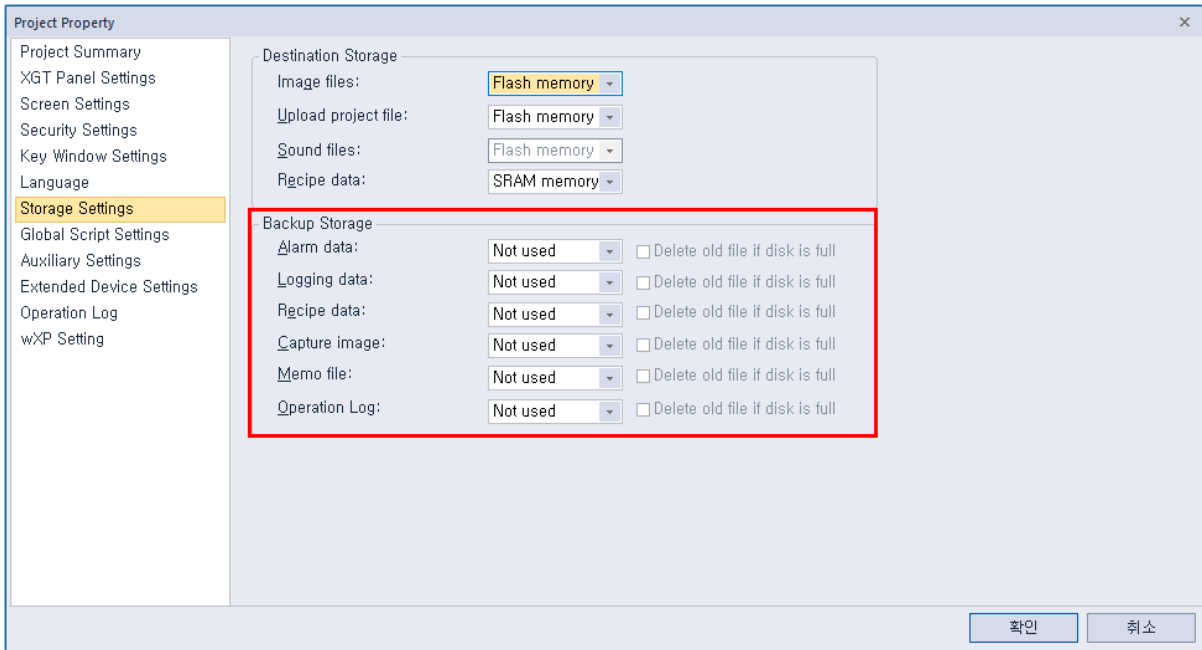 Project Property
Project Summary
XGT Panel Settings
Screen Settings
Security Settings
Key Window Settings
Language
Storage Settings
Global Script Settings
Auxiliary Settings
Extended Device Settings
Operation Log
wXP Setting
Destination Storage
Image files: Flash memory
Upload project file: Flash memory
Sound files: Flash memory
Recipe data: SRAM memory
Backup Storage
Alarm data: Not used Delete old file if disk is full
Logging data: Not used Delete old file if disk is full
Recipe data: Not used Delete old file if disk is full
Capture image: Not used Delete old file if disk is full
Memo file: Not used Delete old file if disk is full
Operation Log: Not used Delete old file if disk is full
확인 취소